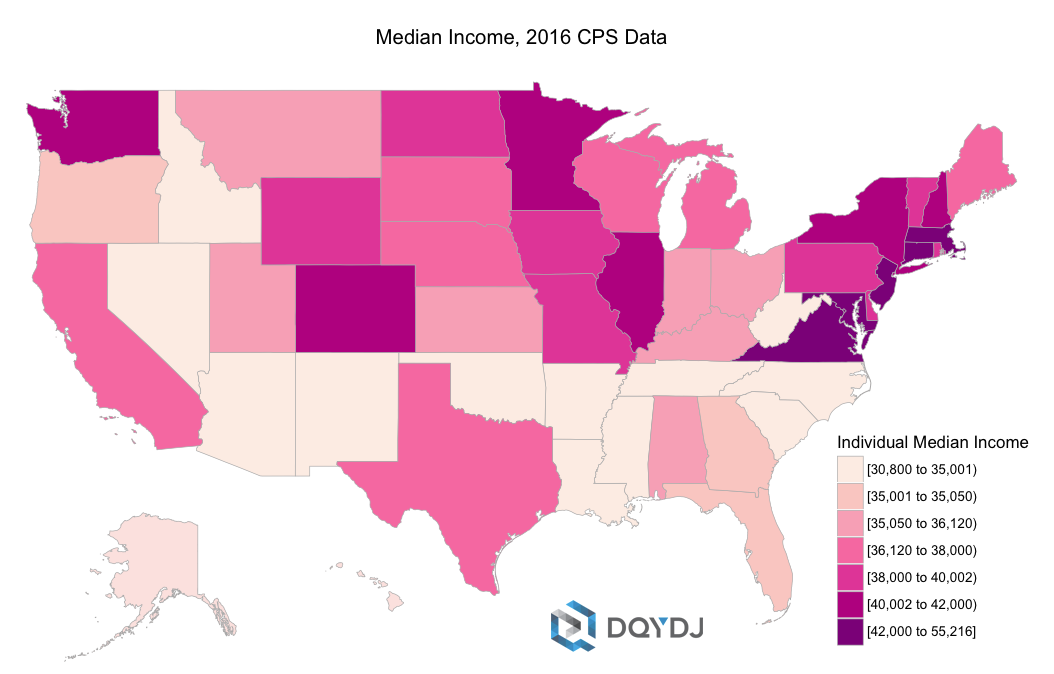 Median Income, 2016 CPS Data
Individual Median Income
[30,800 to 35,001)
[35,001 to 35,050)
[35,050 to 36,120)
[36,120 to 38,000)
[38,000 to 40,002)
[40,002 to 42,000)
[42,000 to 55,216]
DQYDJ